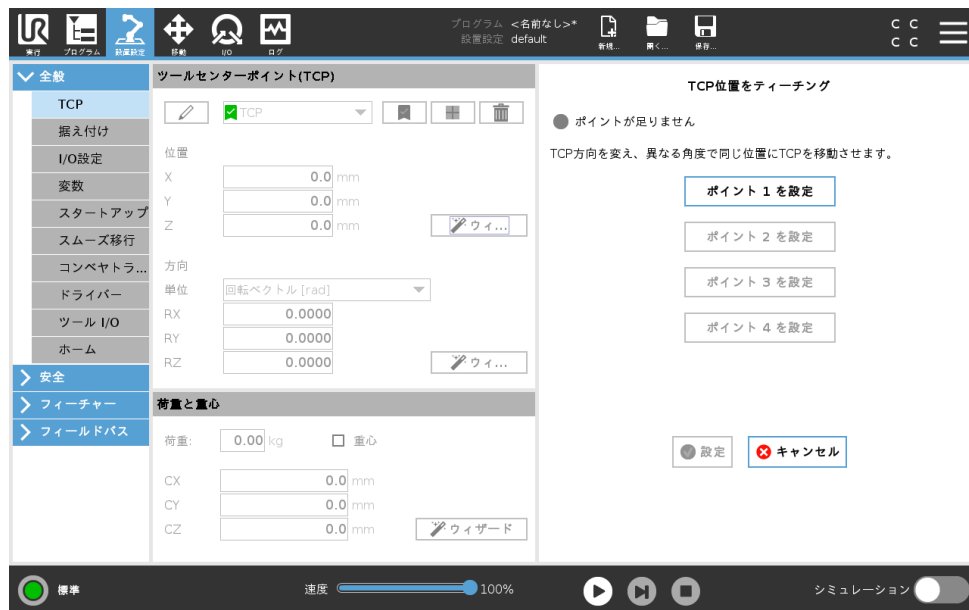 UR
実行
プログラム
設置設定
移動
I/O
ログ
プログラム <名前なし>*
設置設定 default
新規...
開く...
保存...
C C
C C
全般
TCP
据え付け
I/O設定
変数
スタートアップ
スムーズ移行
コンベヤトラ...
ドライバー
ツール I/O
ホーム
安全
フィーチャー
フィールドバス
ツールセンターポイント(TCP)
TCP
位置
X 0.0 mm
Y 0.0 mm
Z 0.0 mm
ウィ...
方向
単位 回転ベクトル [rad]
RX 0.0000
RY 0.0000
RZ 0.0000
ウィ...
荷重と重心
荷重: 0.00 kg 重心
CX 0.0 mm
CY 0.0 mm
CZ 0.0 mm
ウィザード
TCP位置をティーチング
ポイントが足りません
TCP方向を変え、異なる角度で同じ位置にTCPを移動させます。
ポイント 1 を設定
ポイント 2 を設定
ポイント 3 を設定
ポイント 4 を設定
設定
キャンセル
標準
速度 100%
シミュレーション